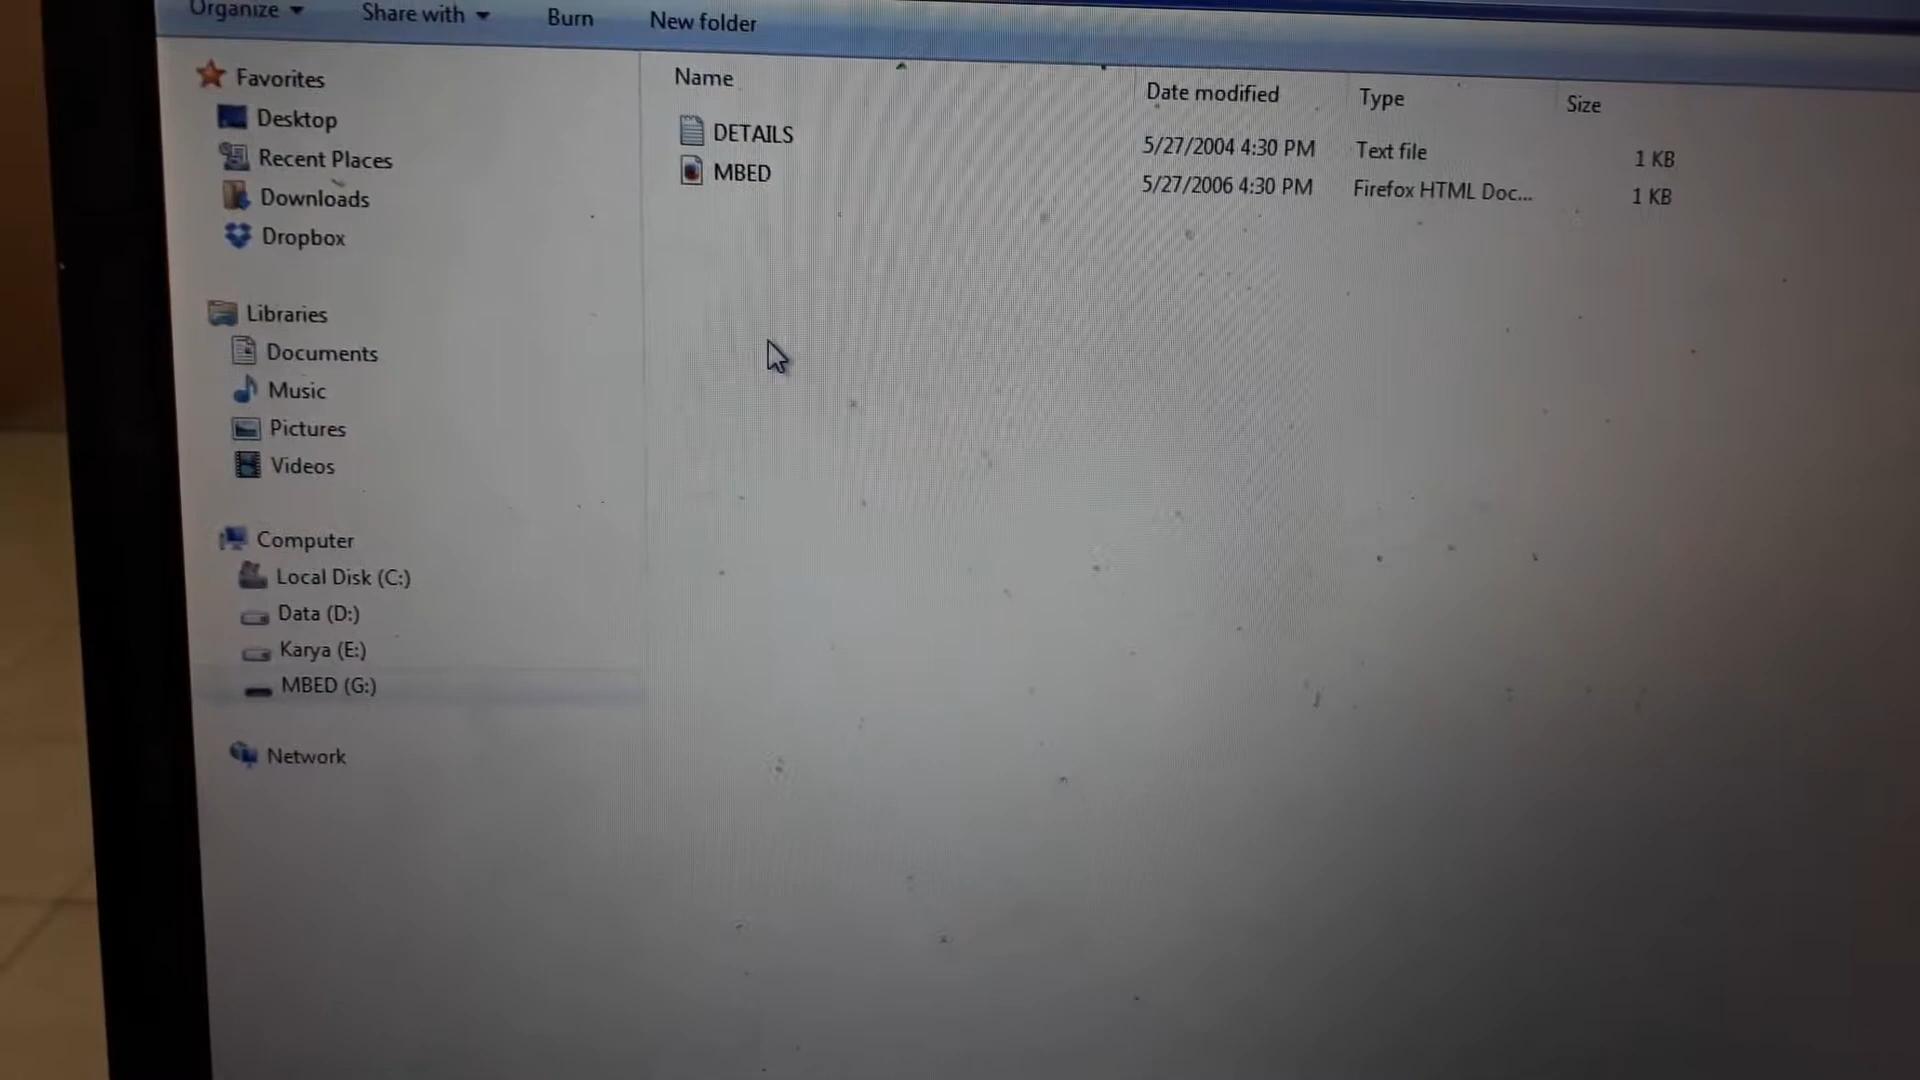 Organize Share with Burn New folder
Favorites
Desktop
Recent Places
Downloads
Dropbox
Libraries
Documents
Music
Pictures
Videos
Computer
Local Disk (C:)
Data (D:)
Karya (E:)
MBED (G:)
Network
Name Date modified Type Size
DETAILS 5/27/2004 4:30 PM Text file 1 KB
MBED 5/27/2006 4:30 PM Firefox HTML Doc... 1 KB